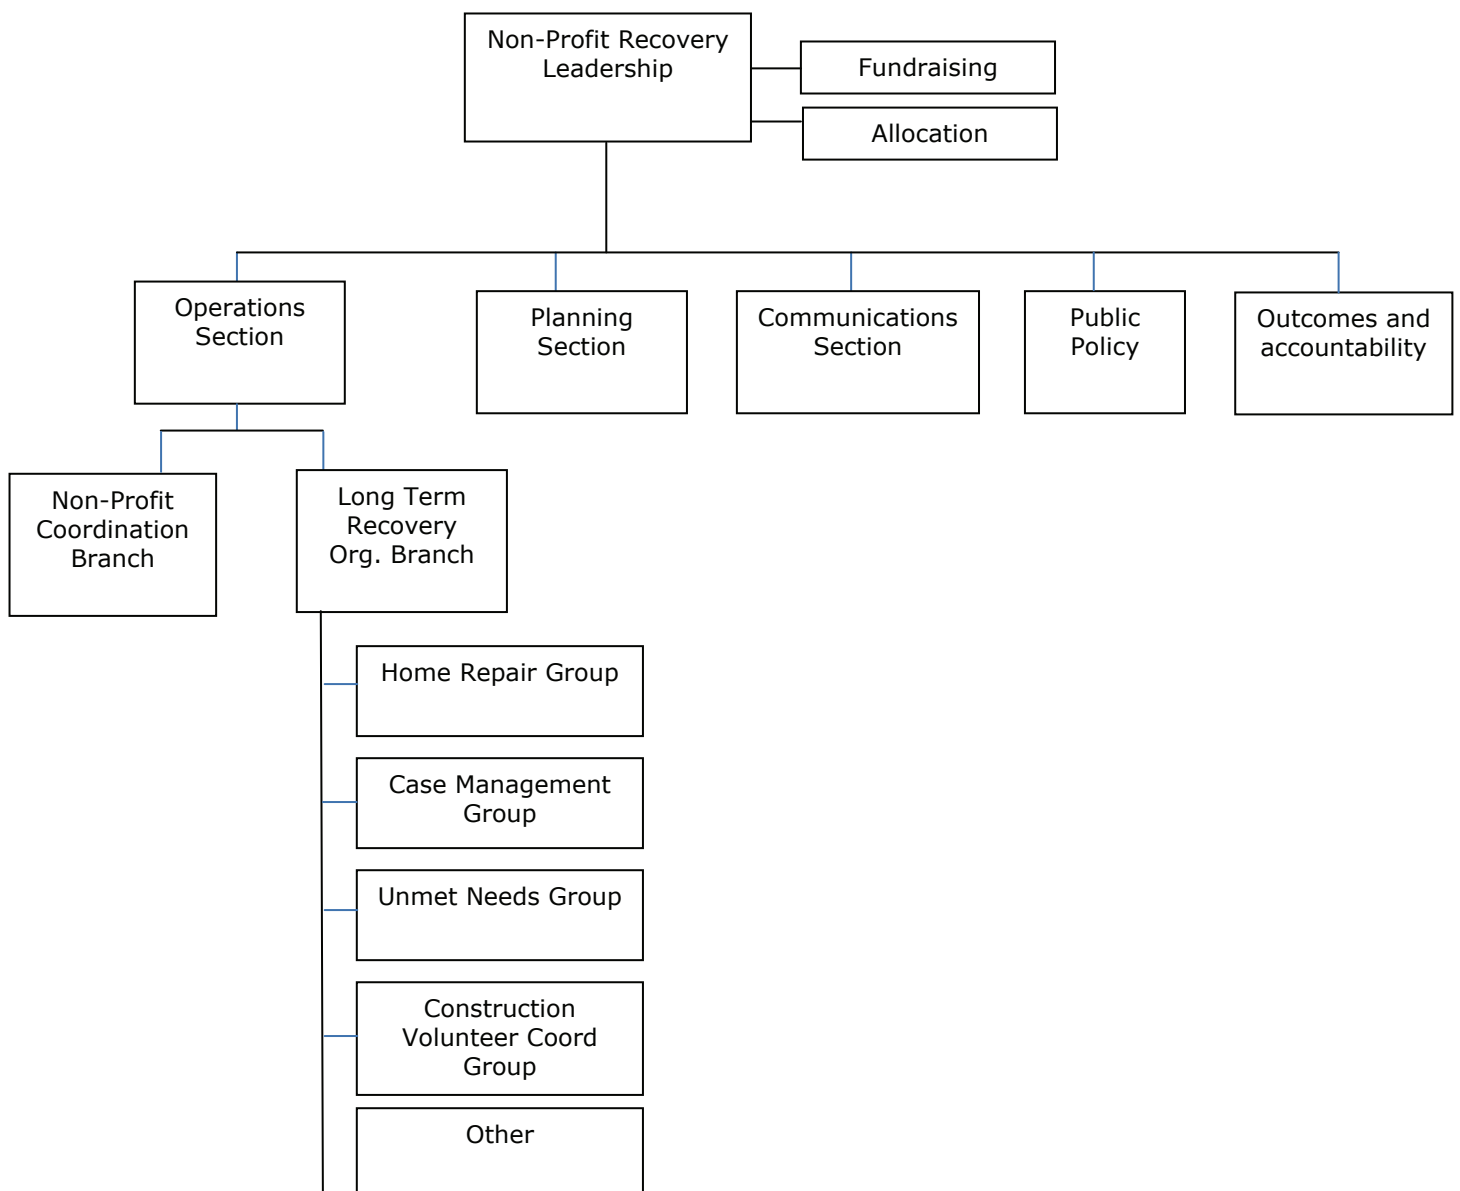 Non-Profit Recovery
Leadership
Fundraising
Allocation
Operations
Section
Planning
Section
Communications
Section
Public
Policy
Outcomes and
accountability
Non-Profit
Coordination
Branch
Long Term
Recovery
Org. Branch
Home Repair Group
Case Management
Group
Unmet Needs Group
Construction
Volunteer Coord
Group
Other